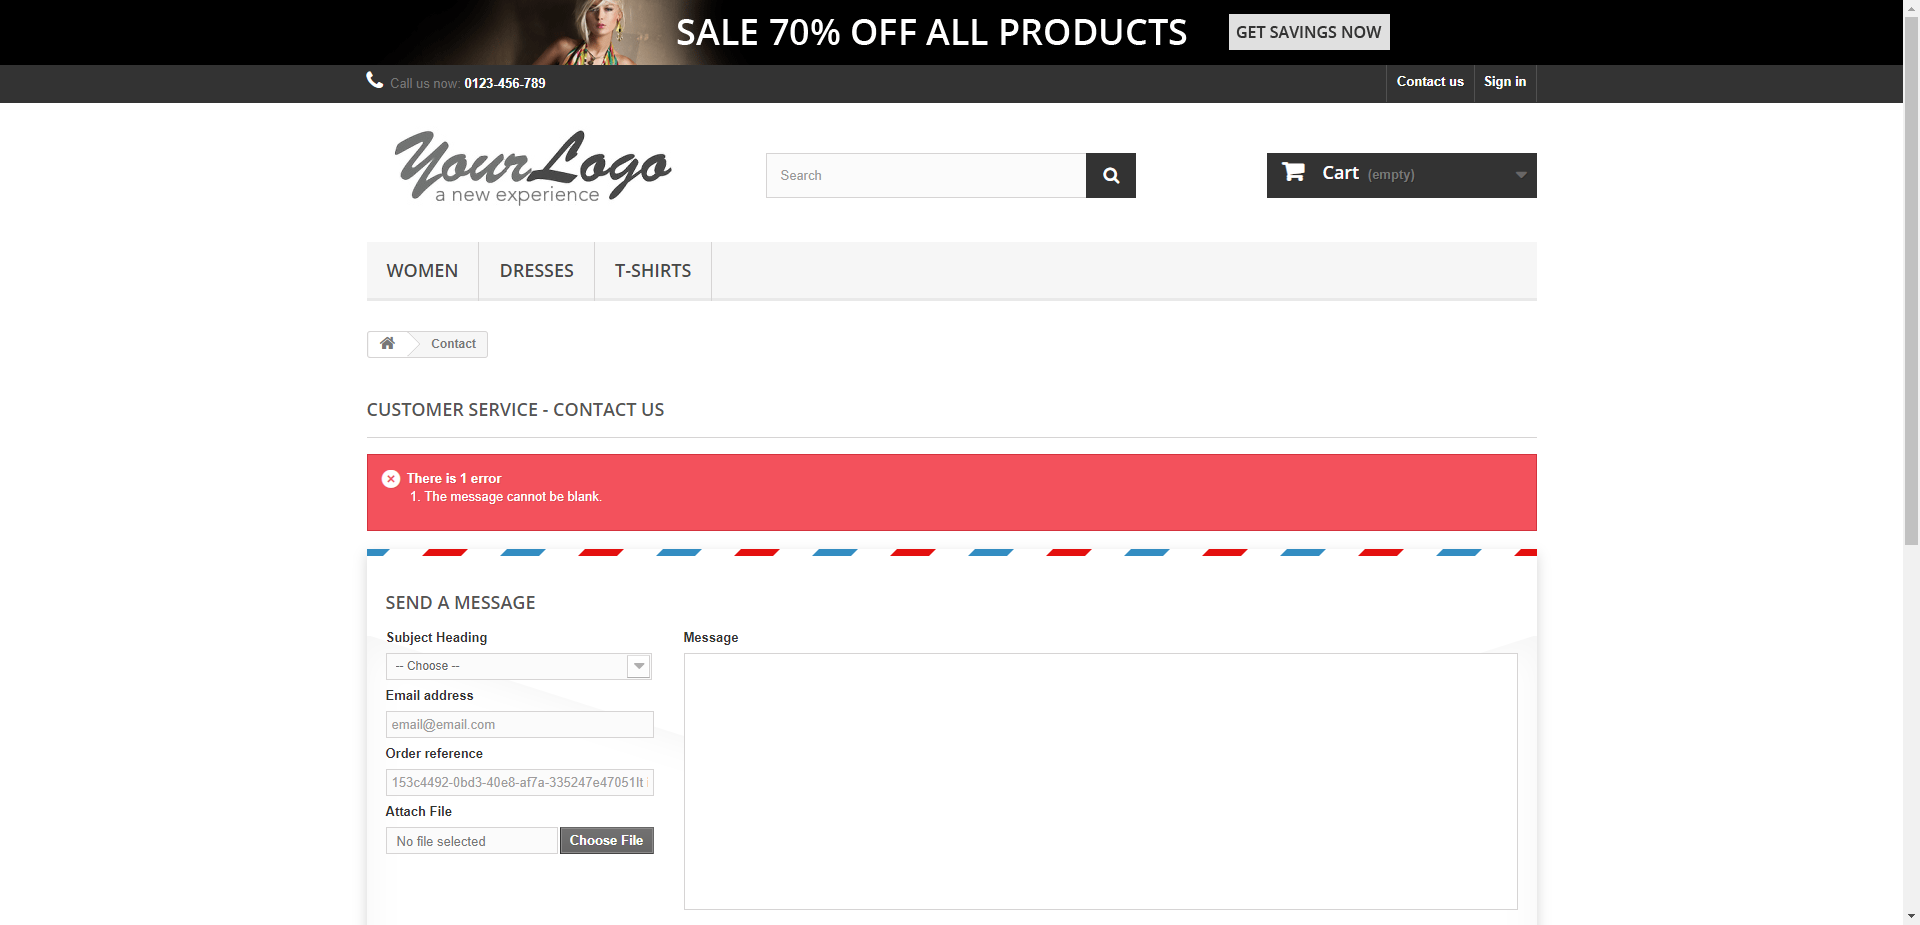 SALE 70% OFF ALL PRODUCTS GET SAVINGS NOW
Call us now: 0123-456-789 Contact us Sign in
YourLogo
a new experience
Search
Cart (empty)
WOMEN DRESSES T-SHIRTS
Contact
CUSTOMER SERVICE - CONTACT US
There is 1 error
1. The message cannot be blank.
SEND A MESSAGE
Subject Heading
-- Choose --
Email address
email@email.com
Order reference
153c4492-0bd3-40e8-af7a-335247e47051lt
Attach File
No file selected Choose File
Message